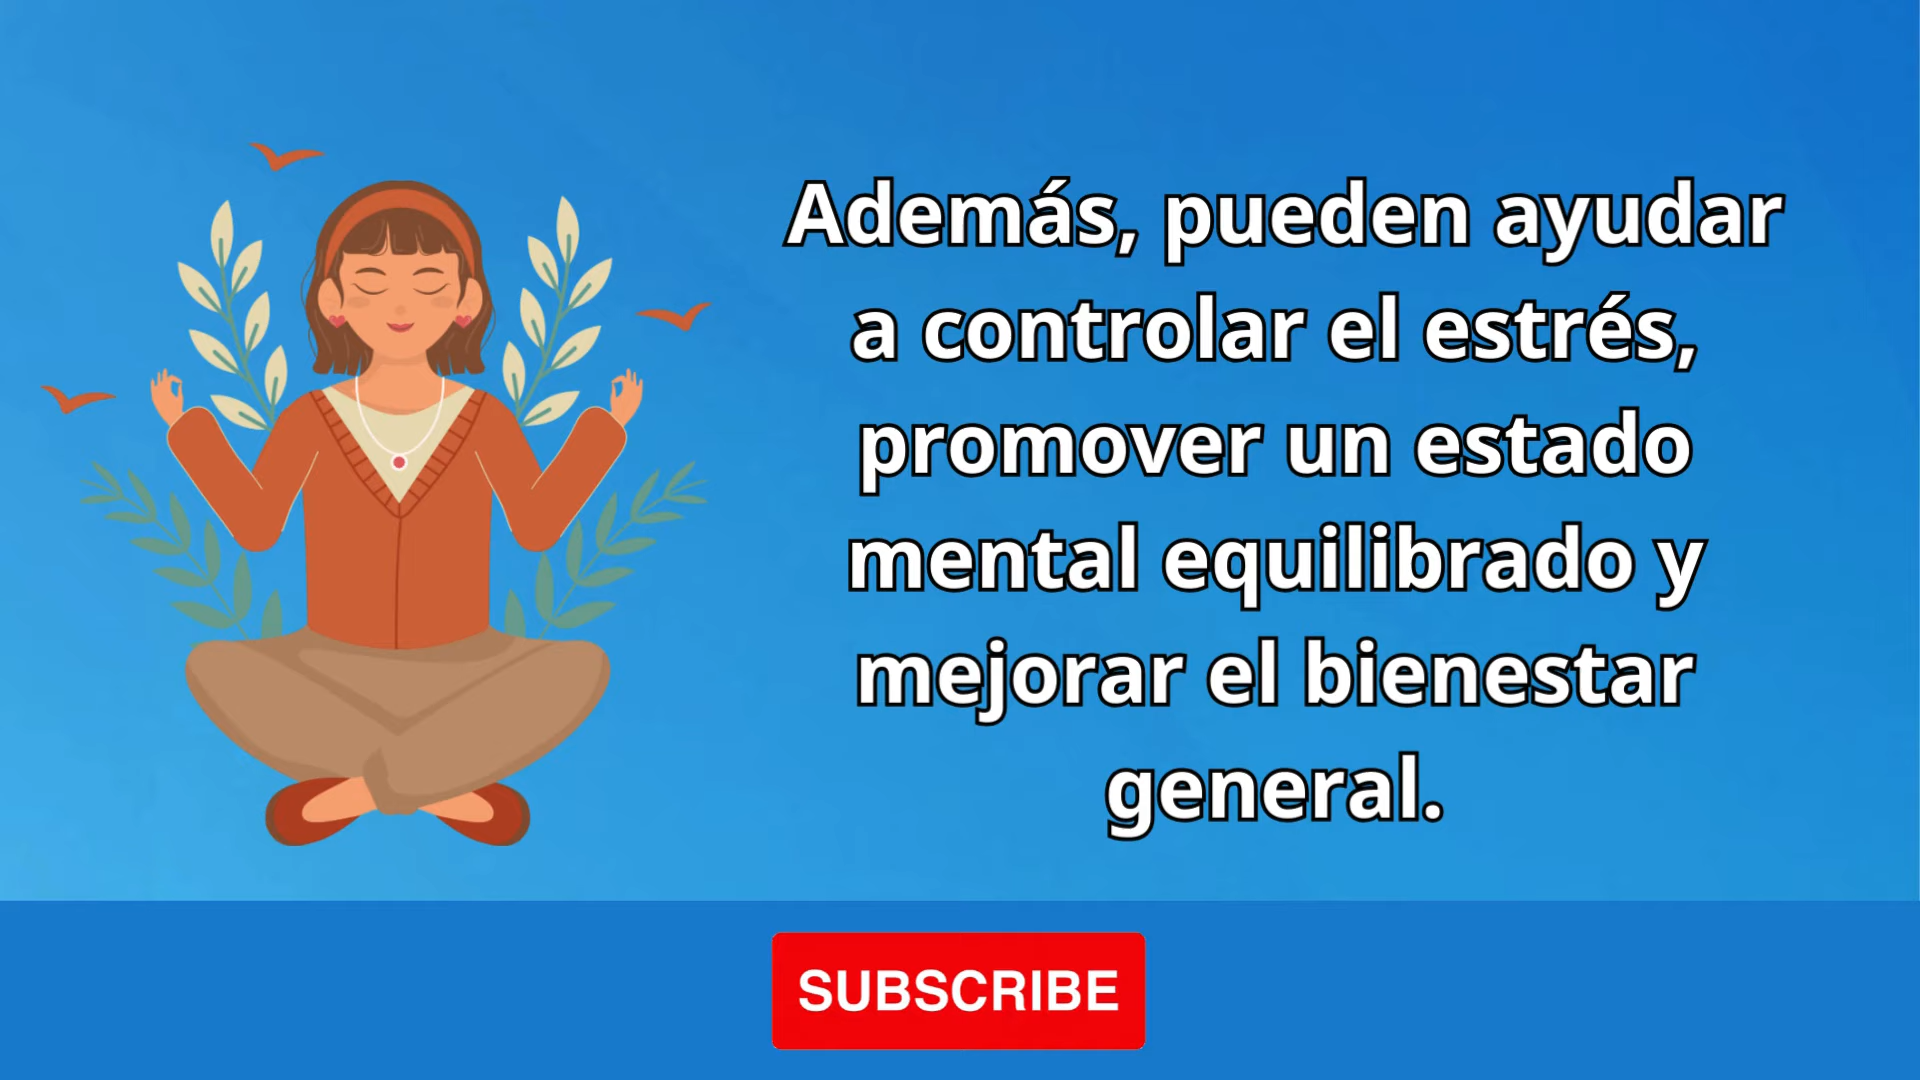 Además, pueden ayudar
a controlar el estrés,
promover un estado
mental equilibrado y
mejorar el bienestar
general.
SUBSCRIBE